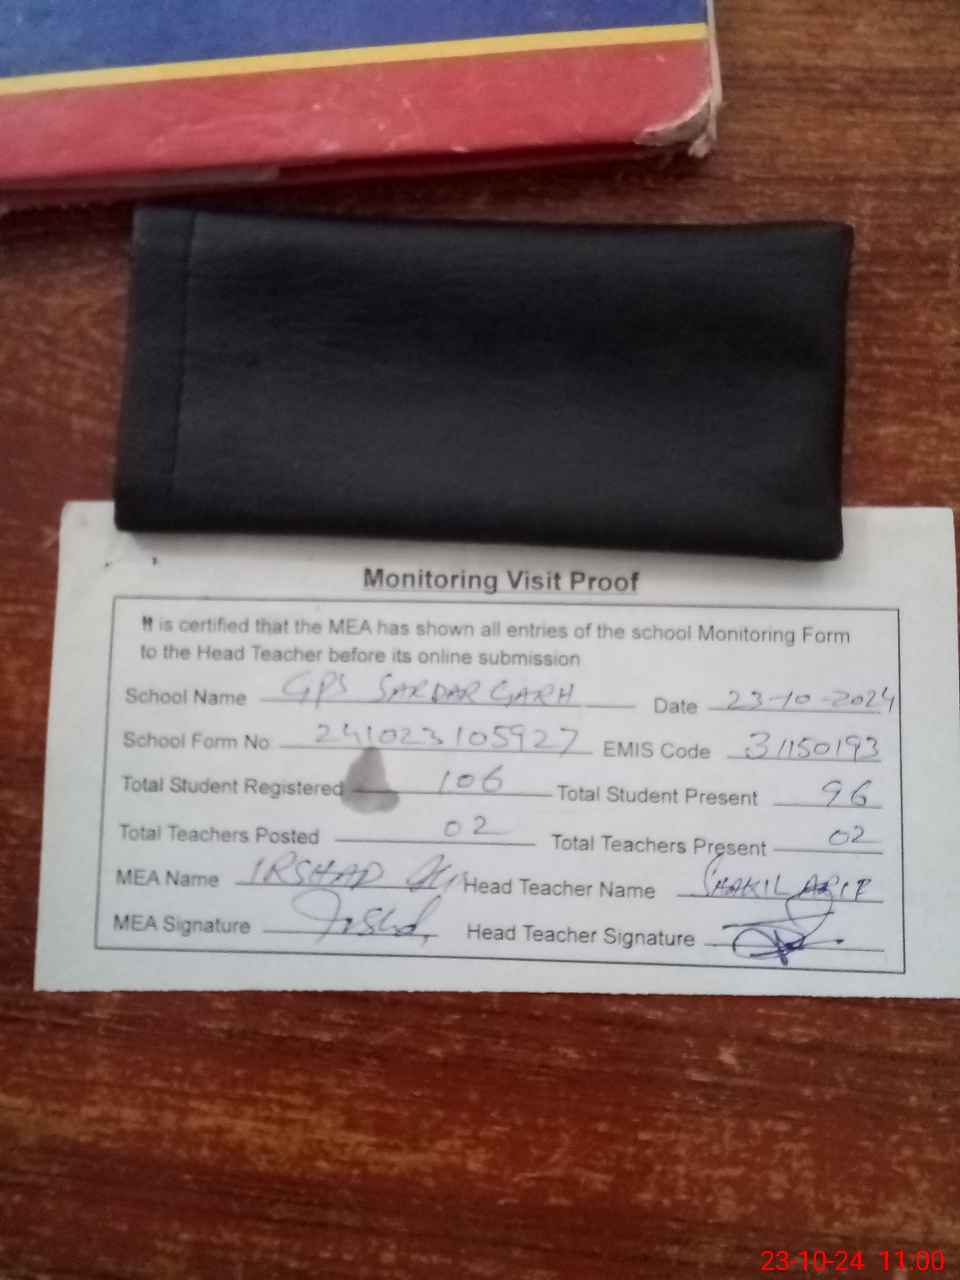 Monitoring Visit Proof
It is certified that the MEA has shown all entries of the school Monitoring Form
to the Head Teacher before its online submission
School Name GPS SARDAR GARH Date 23-10-2024
School Form No 241023105927 EMIS Code 31150193
Total Student Registered 106 Total Student Present 96
Total Teachers Posted 02 Total Teachers Present 02
MEA Name IRSHAD Head Teacher Name SHAKIL
MEA Signature Head Teacher Signature
23-10-24 11:00